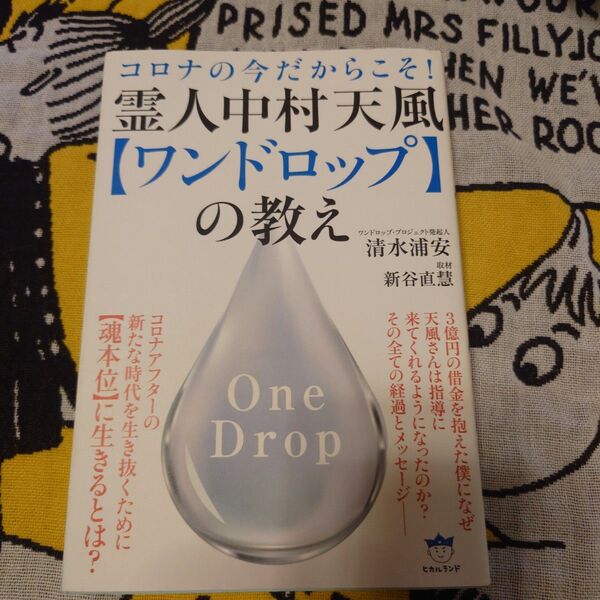 PRISED MRS FILLYJO
HEN WE'V
HER ROO
コロナの今だからこそ!
霊人中村天風
【ワンドロップ】
の教え
ワンドロップ・プロジェクト発起人
清水浦安
取材
新谷直慧
3億円の借金を抱えた僕になぜ
天風さんは指導に
来てくれるようになったのか?
その全ての経過とメッセージ――
コロナアフターの
新たな時代を生き抜くために
【魂本位】に生きるとは?
One
Drop
ヒカルランド